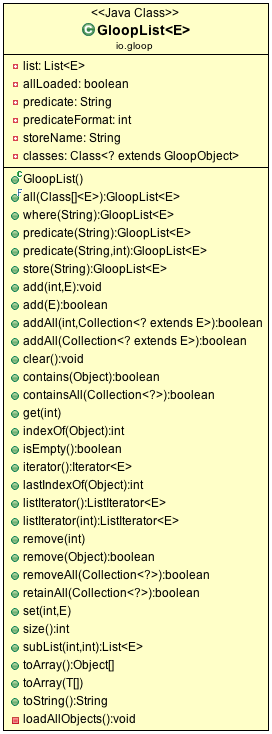 <<Java Class>>
C GloopList<E>
io.gloop
list: List<E>
allLoaded: boolean
predicate: String
predicateFormat: int
storeName: String
classes: Class<? extends GloopObject>
C GloopList()
F all(Class[]<E>):GloopList<E>
where(String):GloopList<E>
predicate(String):GloopList<E>
predicate(String,int):GloopList<E>
store(String):GloopList<E>
add(int,E):void
add(E):boolean
addAll(int,Collection<? extends E>):boolean
addAll(Collection<? extends E>):boolean
clear():void
contains(Object):boolean
containsAll(Collection<?>):boolean
get(int)
indexOf(Object):int
isEmpty():boolean
iterator():Iterator<E>
lastIndexOf(Object):int
listIterator():ListIterator<E>
listIterator(int):ListIterator<E>
remove(int)
remove(Object):boolean
removeAll(Collection<?>):boolean
retainAll(Collection<?>):boolean
set(int,E)
size():int
subList(int,int):List<E>
toArray():Object[]
toArray(T[])
toString():String
loadAllObjects():void